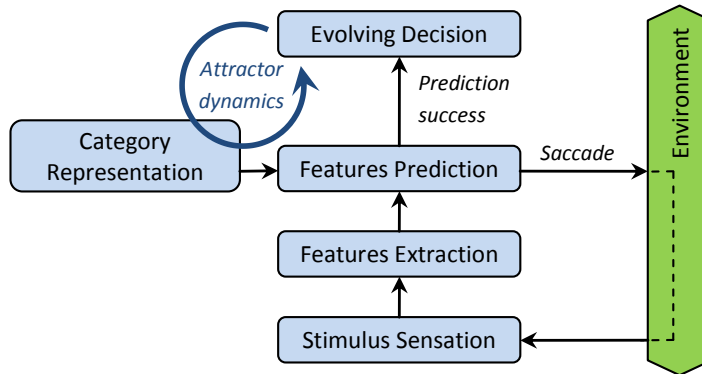 Evolving Decision
Attractor
dynamics
Prediction
success
Category
Representation
Features Prediction
Saccade
Environment
Features Extraction
Stimulus Sensation